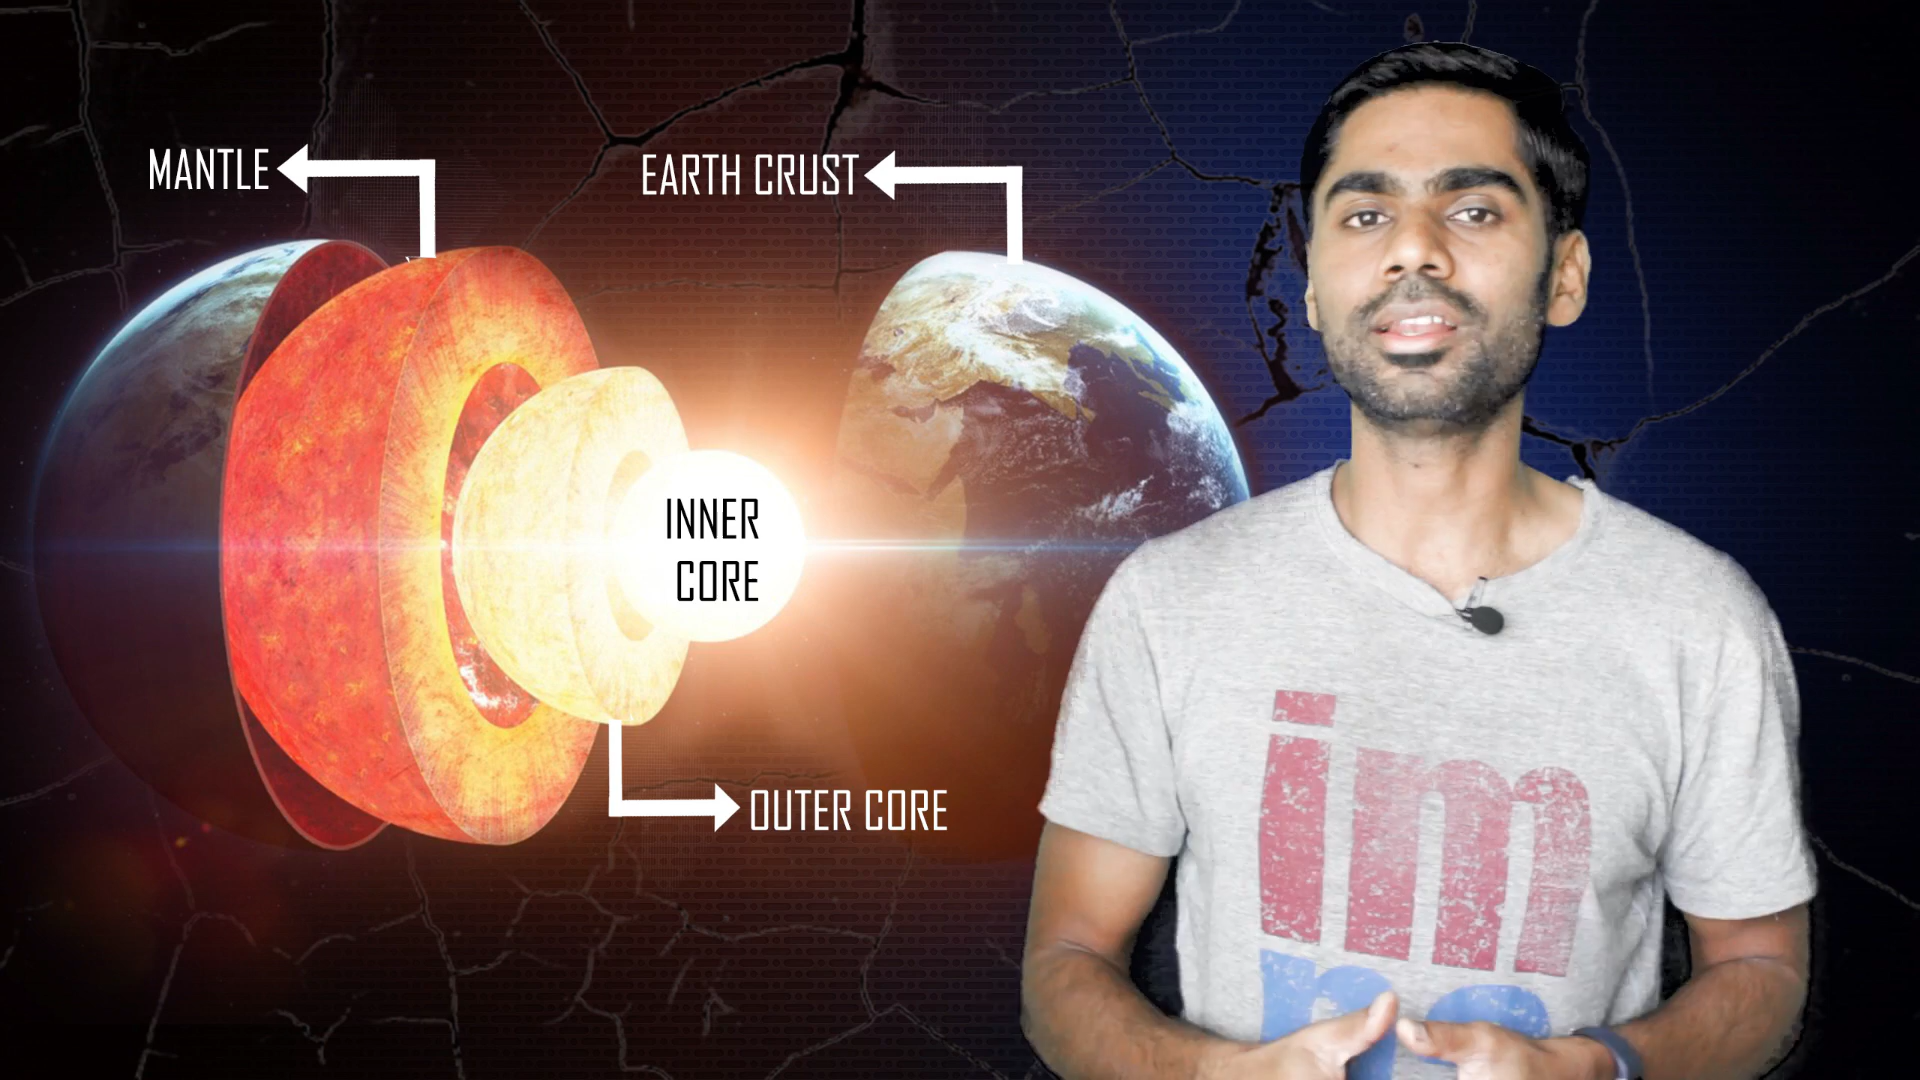 MANTLE
EARTH CRUST
INNER
CORE
OUTER CORE
im